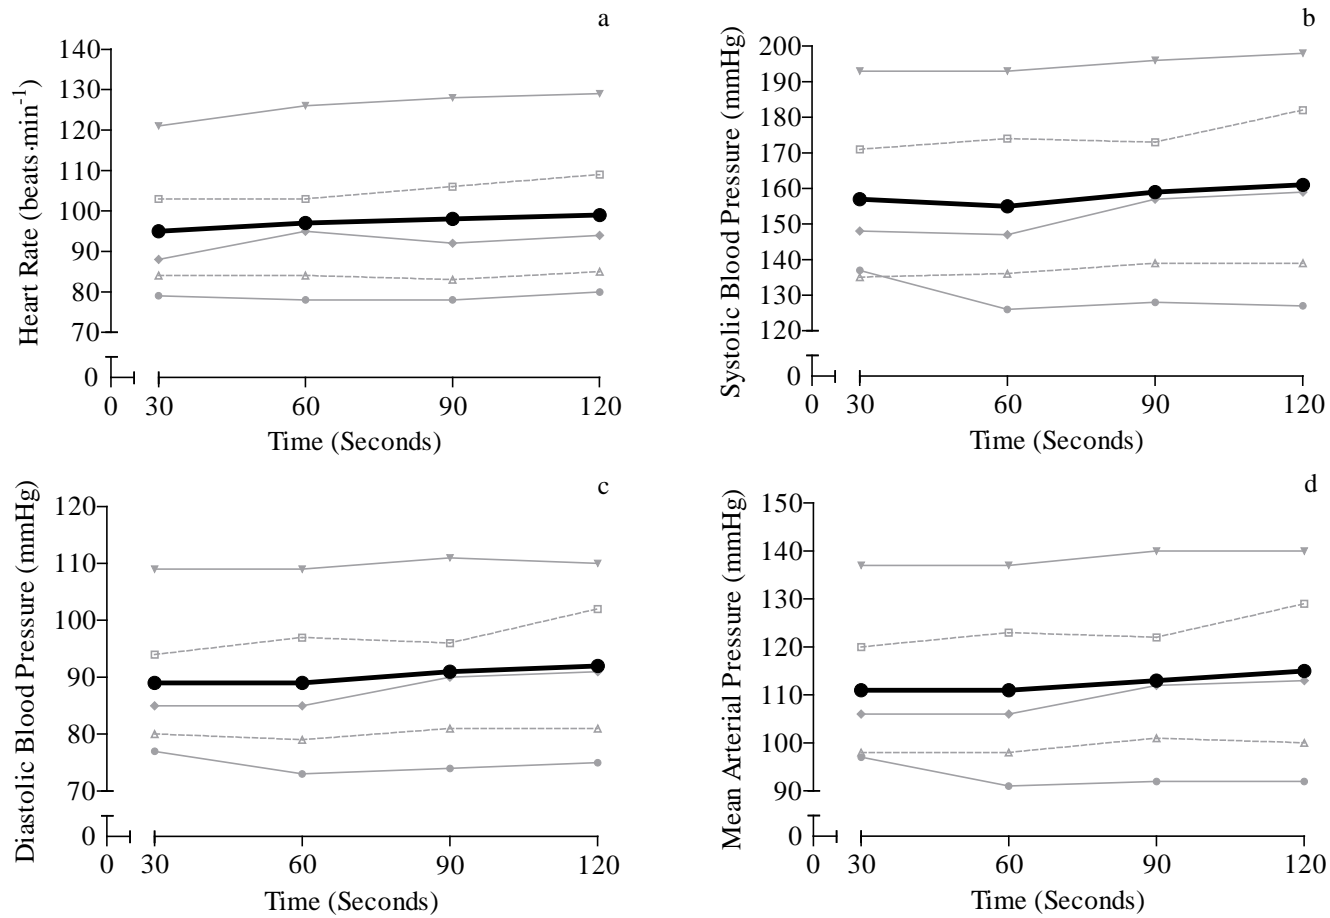 a
Heart Rate (beats·min⁻¹)
140
130
120
110
100
90
80
70
0
0 30 60 90 120
Time (Seconds)
b
Systolic Blood Pressure (mmHg)
200
190
180
170
160
150
140
130
120
0
0 30 60 90 120
Time (Seconds)
c
Diastolic Blood Pressure (mmHg)
120
110
100
90
80
70
0
0 30 60 90 120
Time (Seconds)
d
Mean Arterial Pressure (mmHg)
150
140
130
120
110
100
90
0
0 30 60 90 120
Time (Seconds)